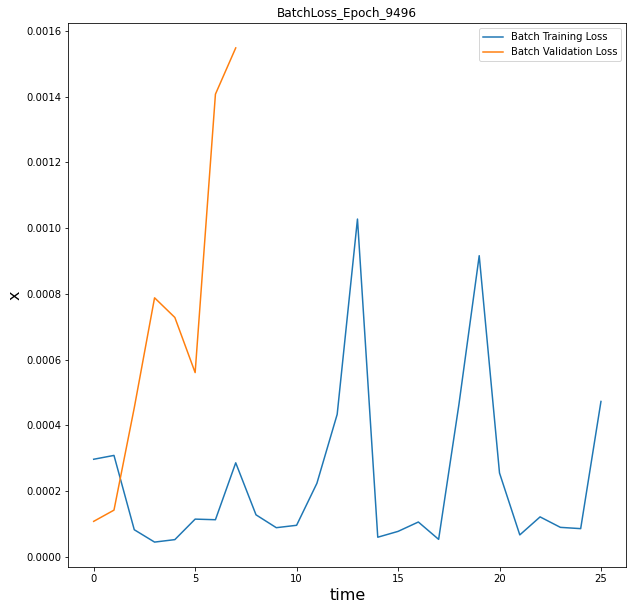 BatchLoss_Epoch_9496
Batch Training Loss
Batch Validation Loss
0.0016
0.0014
0.0012
0.0010
0.0008
0.0006
0.0004
0.0002
0.0000
x
0 5 10 15 20 25
time